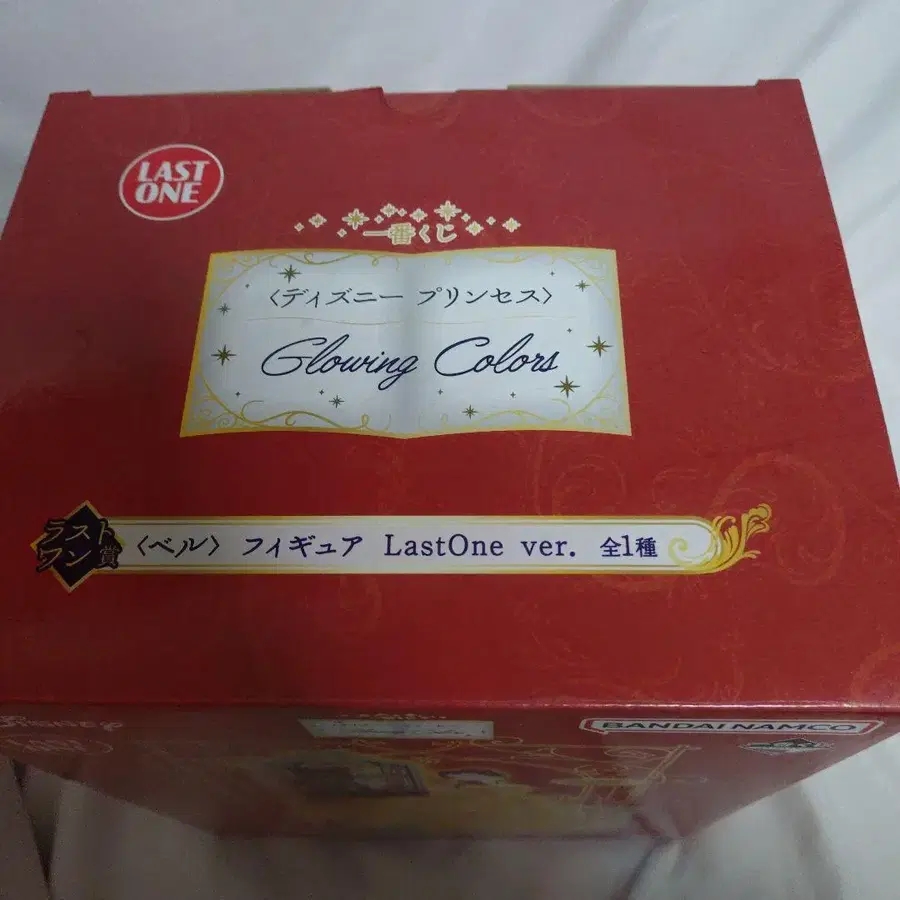 LAST
ONE
一番くじ
〈ディズニー プリンセス〉
Glowing Colors
ラスト
ワン賞
〈ベル〉 フィギュア LastOne ver. 全1種
Glowing Colors
BANDAI NAMCO